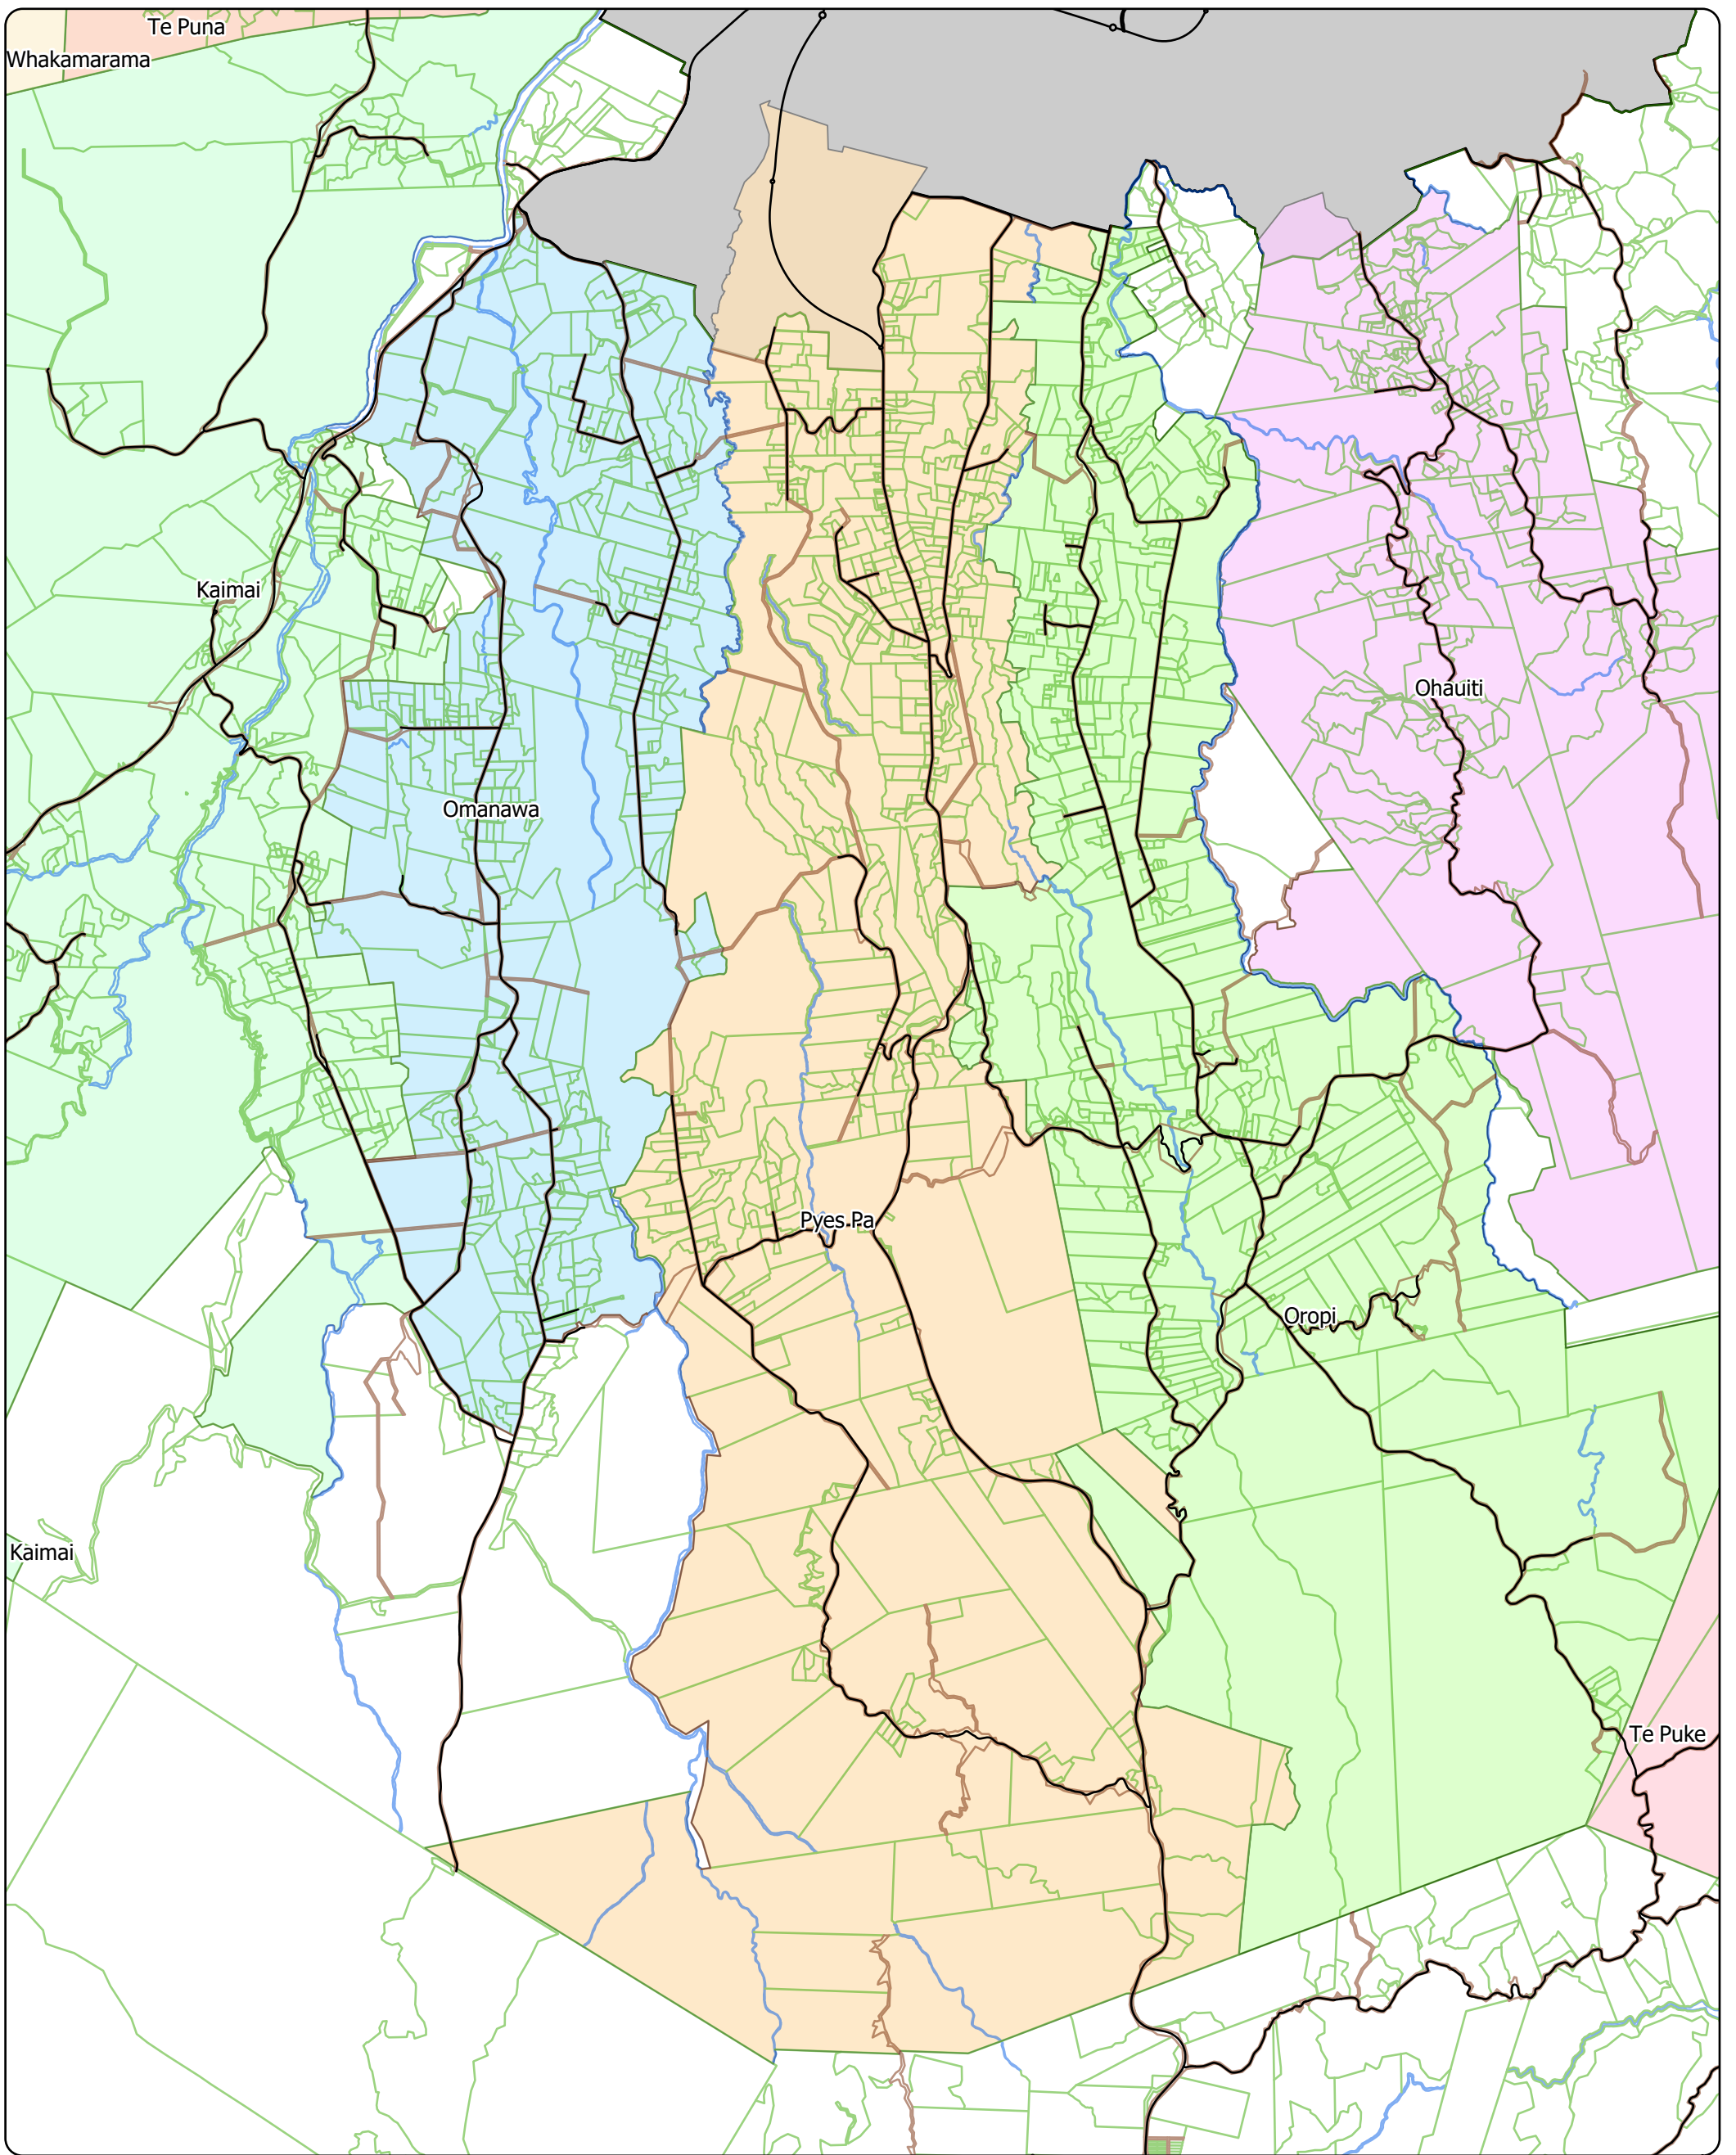 Te Puna
Whakamarama
Kaimai
Ohauiti
Omanawa
Pyes Pa
Oropi
Kaimai
Te Puke